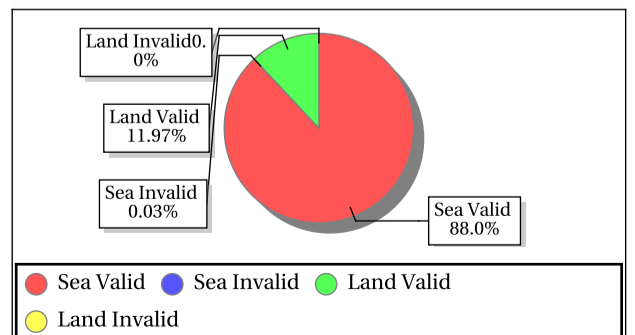 Land Invalid0.
0%
Land Valid
11.97%
Sea Invalid
0.03%
Sea Valid
88.0%
Sea Valid Sea Invalid Land Valid
Land Invalid